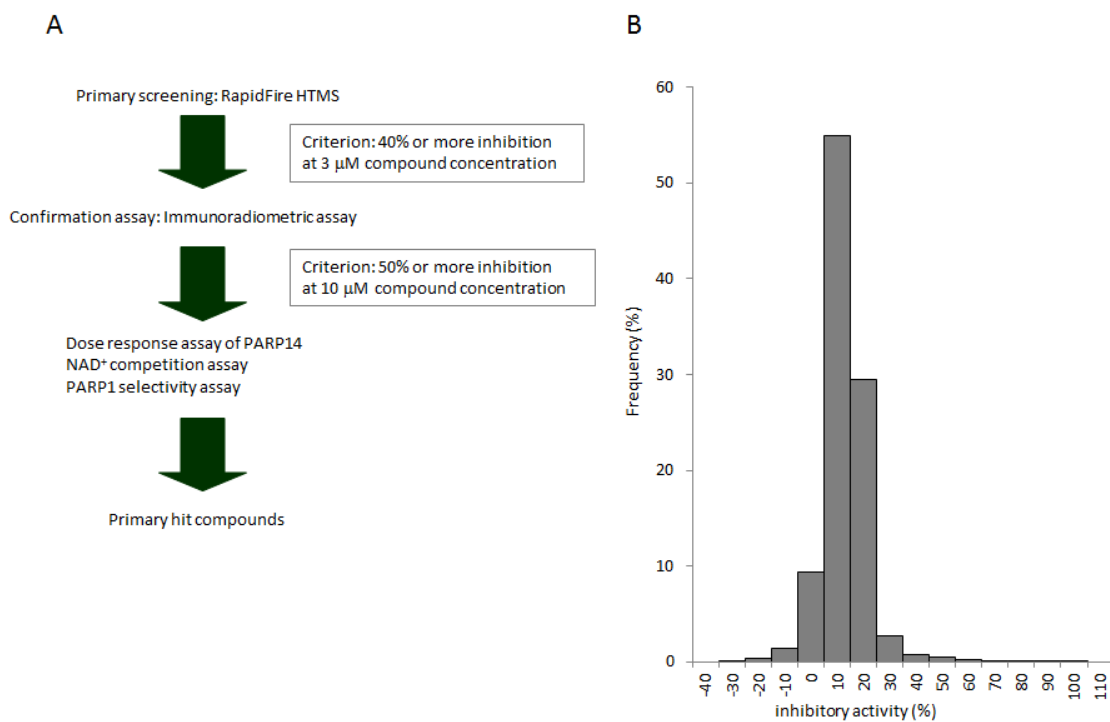 A
Primary screening: RapidFire HTMS
Criterion: 40% or more inhibition
at 3 μM compound concentration
Confirmation assay: Immunoradiometric assay
Criterion: 50% or more inhibition
at 10 μM compound concentration
Dose response assay of PARP14
NAD⁺ competition assay
PARP1 selectivity assay
Primary hit compounds
B
60
50
40
30
20
10
0
Frequency (%)
-40
-30
-20
-10
0
10
20
30
40
50
60
70
80
90
100
110
inhibitory activity (%)